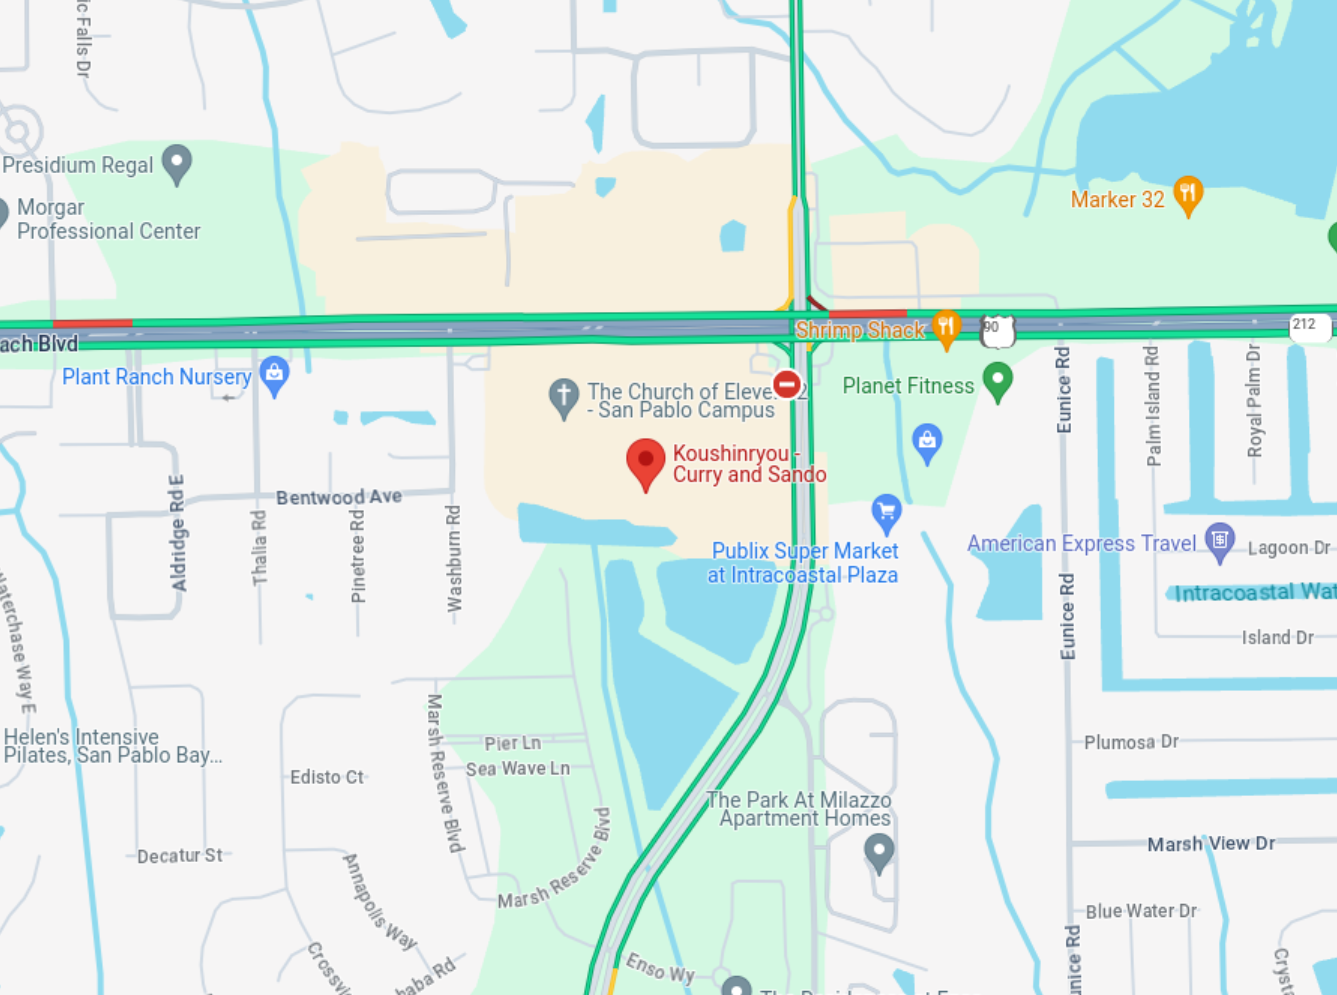 ic Falls Dr
Presidium Regal
Morgar
Professional Center
Marker 32
ach Blvd
Shrimp Shack
90
212
Plant Ranch Nursery
The Church of Eleve 2
- San Pablo Campus
Planet Fitness
Eunice Rd
Palm Island Rd
Royal Palm Dr
Koushinryou -
Curry and Sando
Aldridge Rd E
Bentwood Ave
Thalia Rd
Pinetree Rd
Washburn Rd
Publix Super Market
at Intracoastal Plaza
American Express Travel
Lagoon Dr
Intracoastal Wat
Eunice Rd
Island Dr
Waterchase Way E
Helen's Intensive
Pilates, San Pablo Bay...
Marsh Reserve Blvd
Pier Ln
Sea Wave Ln
Edisto Ct
Plumosa Dr
The Park At Milazzo
Apartment Homes
Decatur St
Annapolis Way
Marsh Reserve Blvd
Marsh View Dr
Blue Water Dr
Crossvi
haba Rd
Enso Wy
unice Rd
Cryst